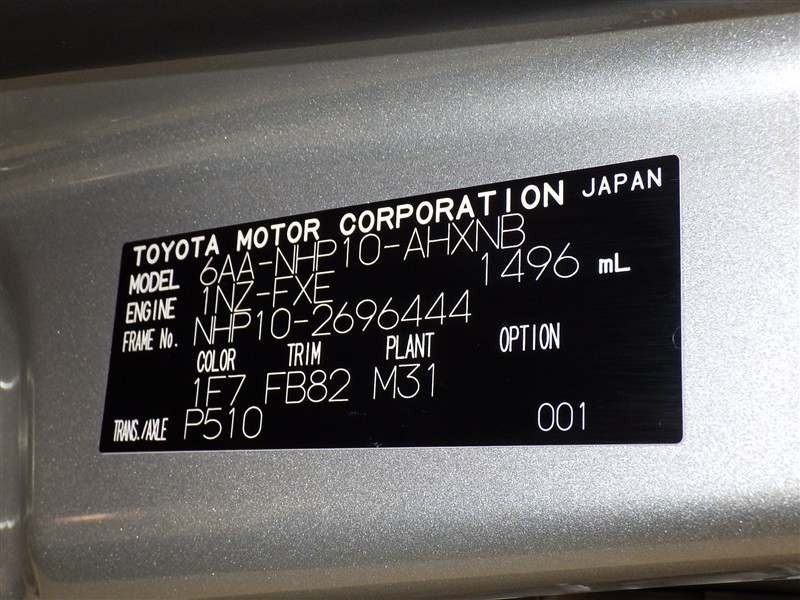 TOYOTA MOTOR CORPORATION JAPAN
MODEL 6AA-NHP10-AHXNB
ENGINE 1NZ-FXE 1496 mL
FRAME No. NHP10-2696444
COLOR TRIM PLANT OPTION
1F7 FB82 M31
TRANS./AXLE P510 001